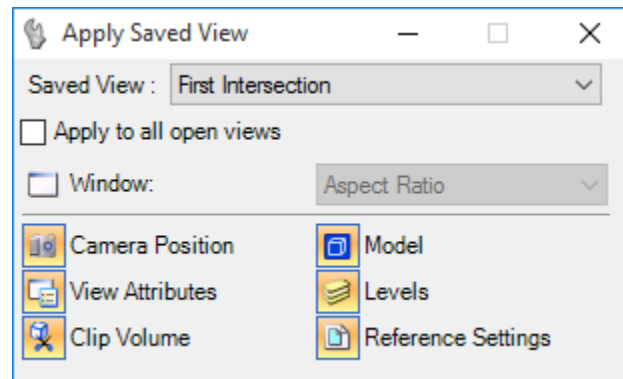 Apply Saved View
Saved View : First Intersection
Apply to all open views
Window: Aspect Ratio
Camera Position Model
View Attributes Levels
Clip Volume Reference Settings